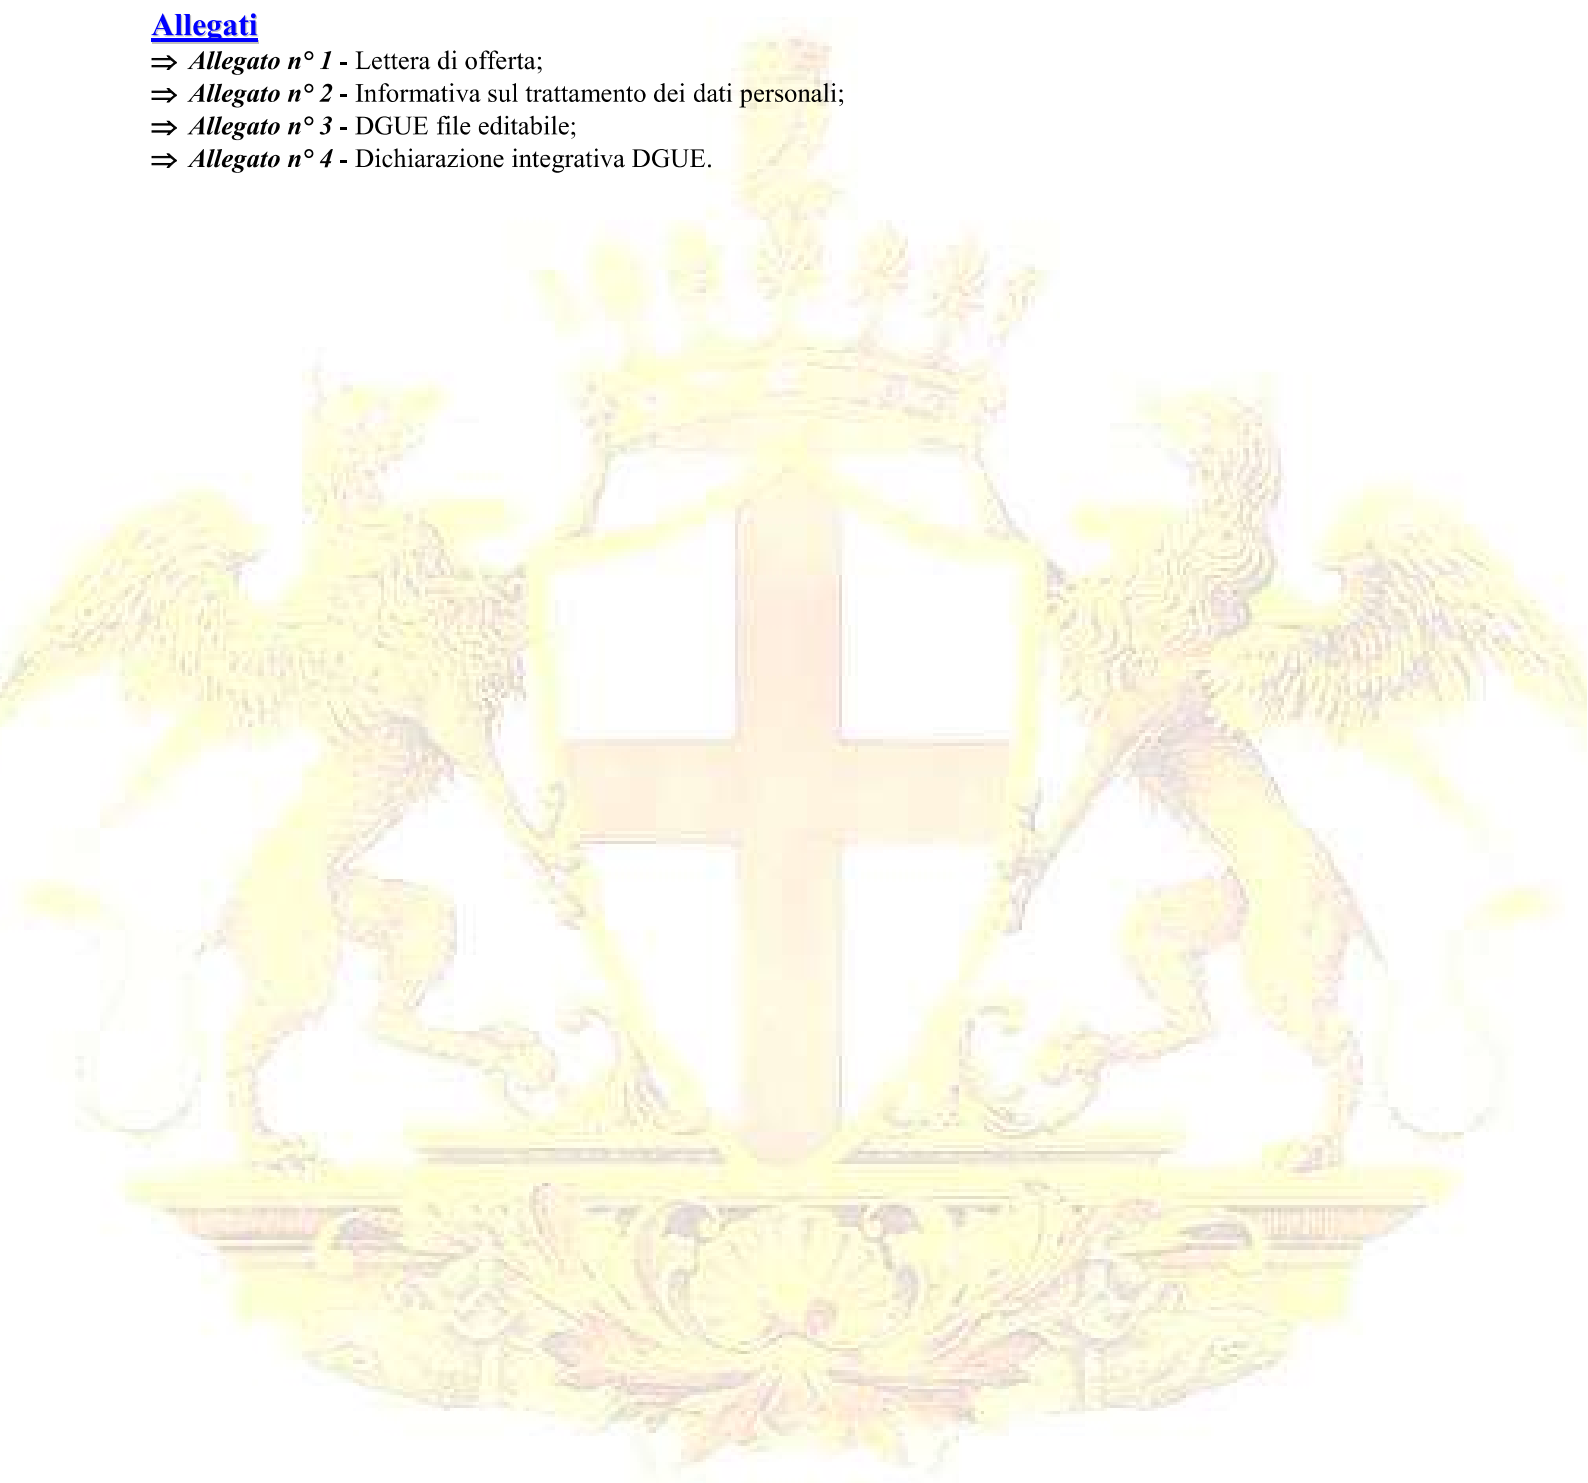 Allegati
⇒ Allegato n° 1 - Lettera di offerta;
⇒ Allegato n° 2 - Informativa sul trattamento dei dati personali;
⇒ Allegato n° 3 - DGUE file editabile;
⇒ Allegato n° 4 - Dichiarazione integrativa DGUE.